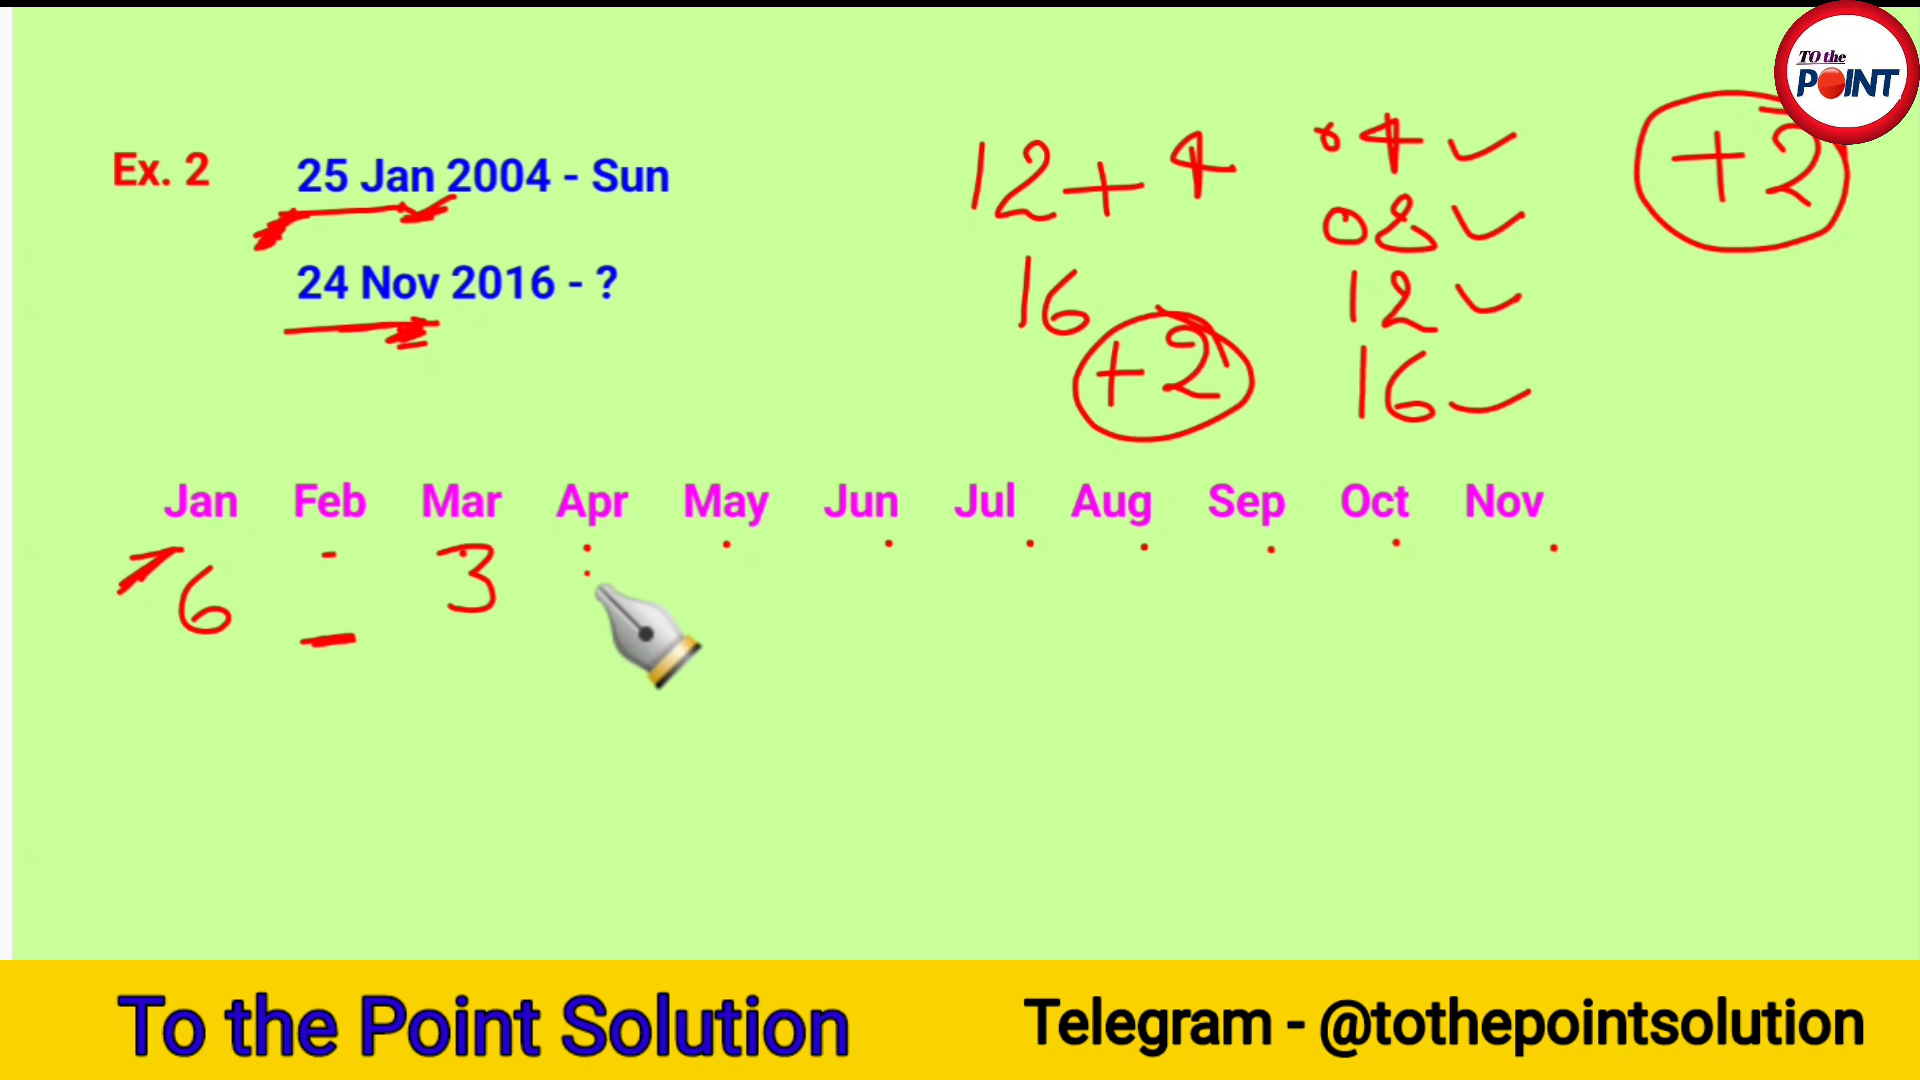 TO the
POINT
Ex. 2 25 Jan 2004 - Sun
24 Nov 2016 - ?
12+4
16
+2
04
08
12
16
+2
Jan Feb Mar Apr May Jun Jul Aug Sep Oct Nov
6 - 3
To the Point Solution Telegram - @tothepointsolution